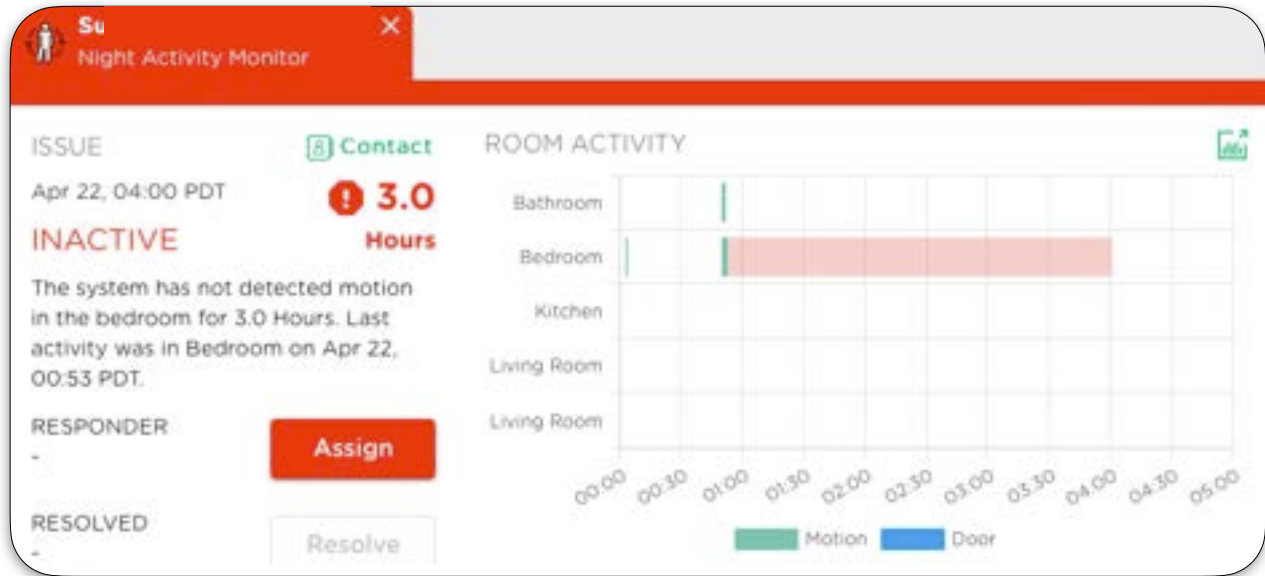 Su
Night Activity Monitor
ISSUE
Contact
Apr 22, 04:00 PDT
3.0
INACTIVE
Hours
The system has not detected motion
in the bedroom for 3.0 Hours. Last
activity was in Bedroom on Apr 22,
00:53 PDT.
RESPONDER
-
Assign
RESOLVED
-
Resolve
ROOM ACTIVITY
Bathroom
Bedroom
Kitchen
Living Room
Living Room
00:00 00:30 01:00 01:30 02:00 02:30 03:00 03:30 04:00 04:30 05:00
Motion Door